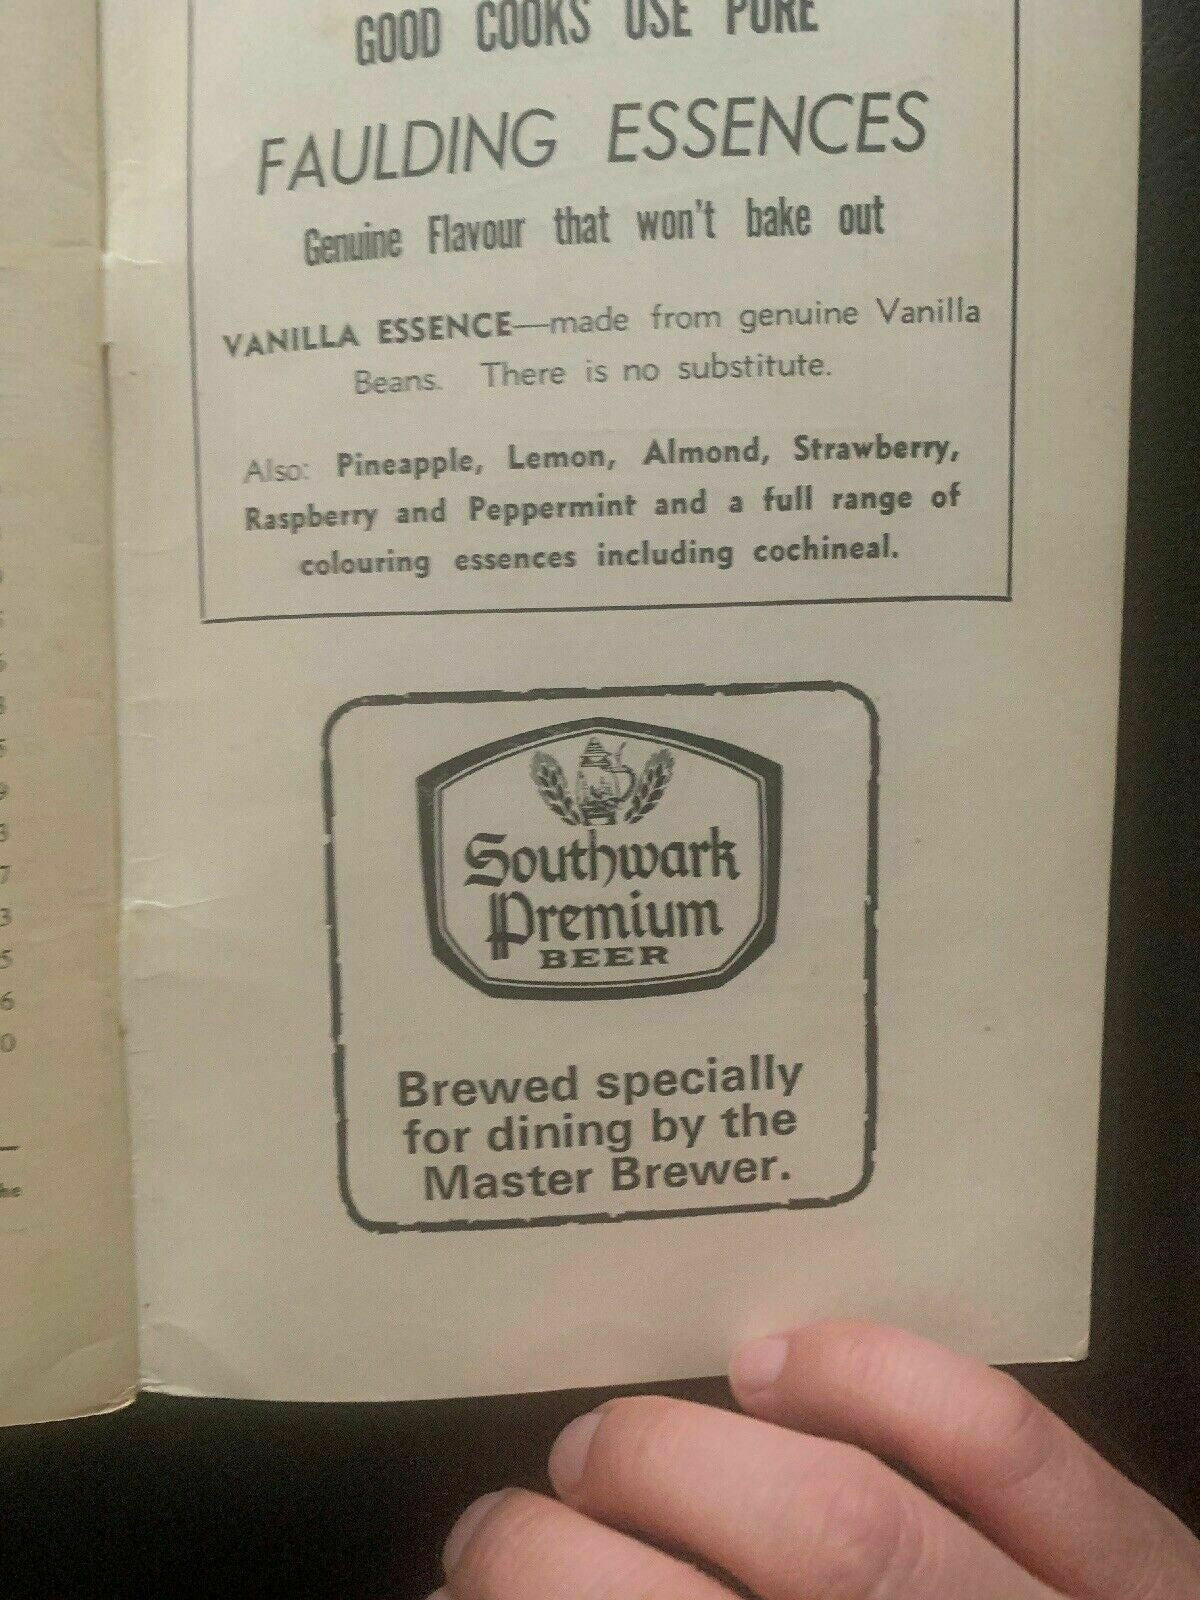 GOOD COOKS USE PURE
FAULDING ESSENCES
Genuine Flavour that won't bake out
VANILLA ESSENCE—made from genuine Vanilla
Beans. There is no substitute.
Also: Pineapple, Lemon, Almond, Strawberry,
Raspberry and Peppermint and a full range of
colouring essences including cochineal.
Southwark
Premium
BEER
Brewed specially
for dining by the
Master Brewer.